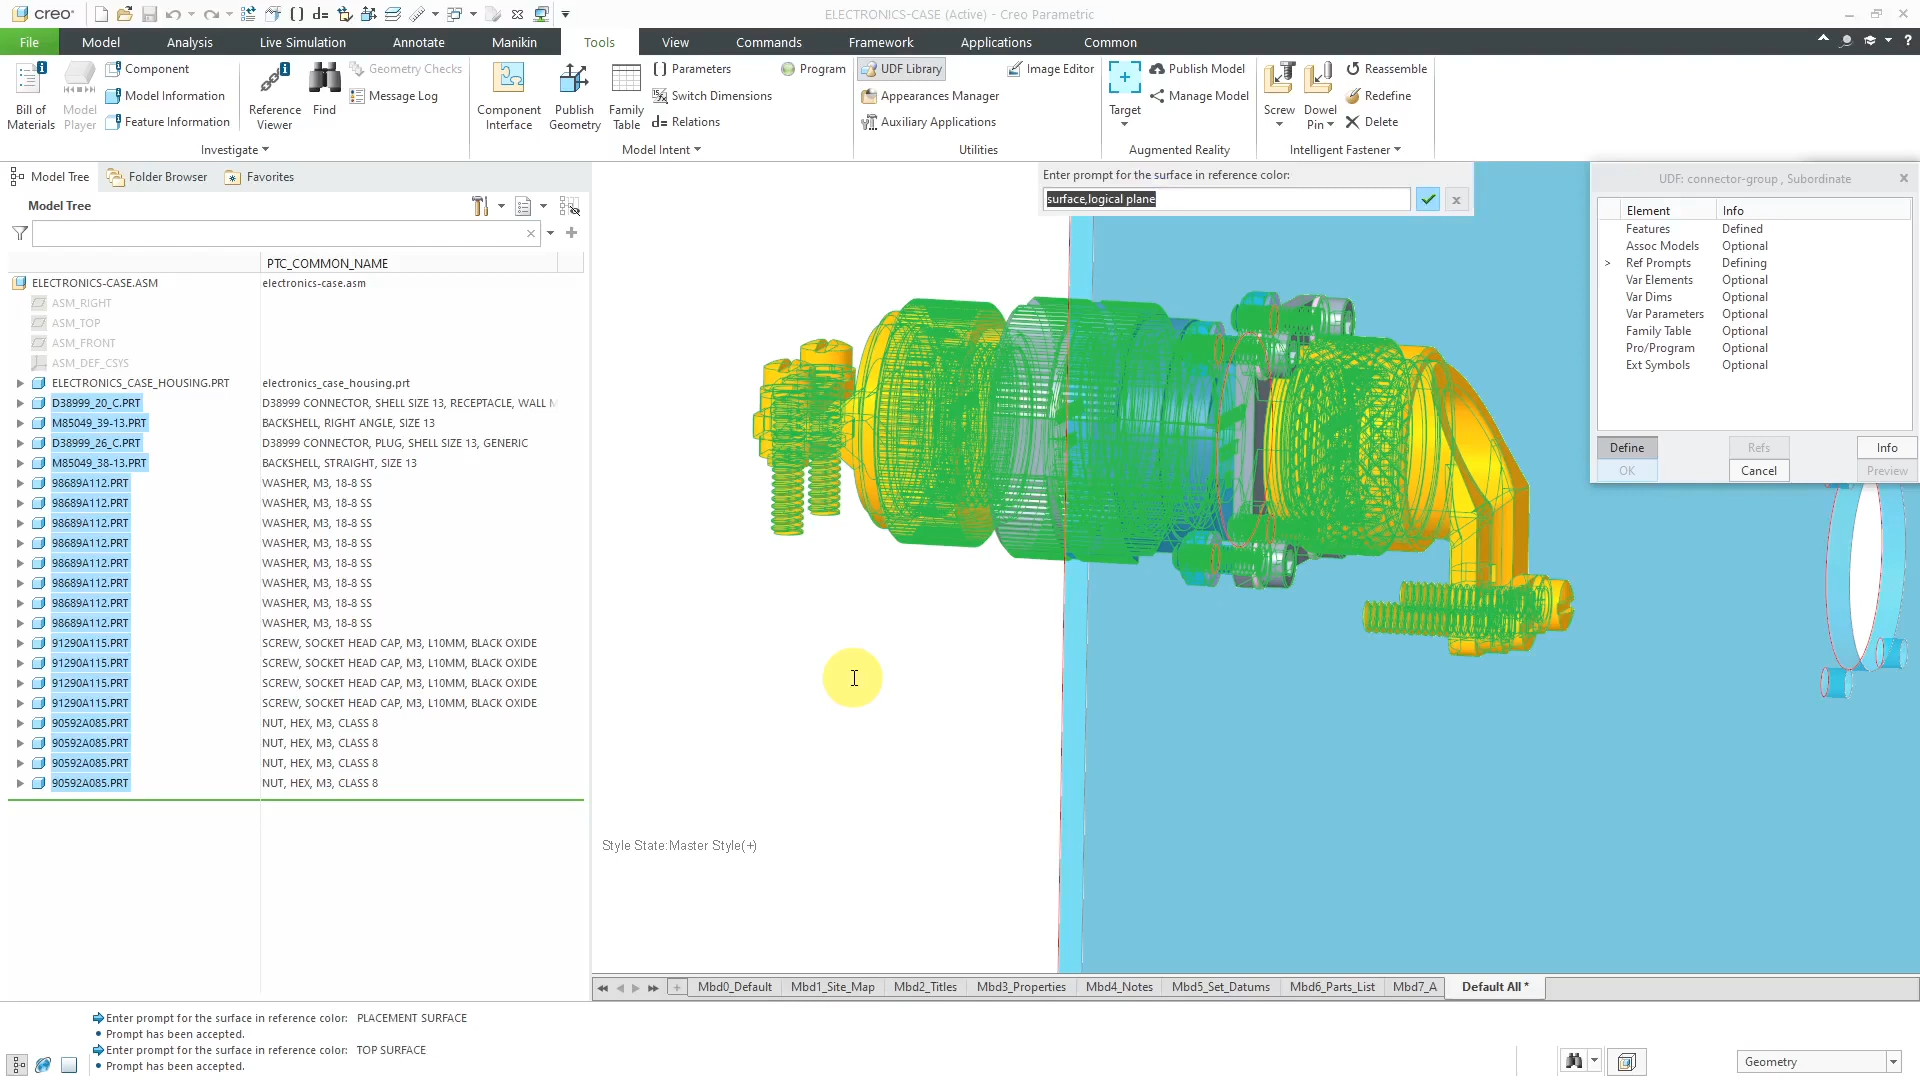 creo ELECTRONICS-CASE (Active) - Creo Parametric
File Model Analysis Live Simulation Annotate Manikin Tools View Commands Framework Applications Common
Bill of Materials
Model Player
Component
Model Information
Feature Information
Reference Viewer
Find
Geometry Checks
Message Log
Investigate
Component Interface
Publish Geometry
Family Table
Parameters
Switch Dimensions
Relations
Program
Model Intent
UDF Library
Appearances Manager
Auxiliary Applications
Image Editor
Utilities
Target
Publish Model
Manage Model
Augmented Reality
Screw
Dowel Pin
Reassemble
Redefine
Delete
Intelligent Fastener
Model Tree Folder Browser Favorites
Model Tree
PTC_COMMON_NAME
ELECTRONICS-CASE.ASM electronics-case.asm
ASM_RIGHT
ASM_TOP
ASM_FRONT
ASM_DEF_CSYS
ELECTRONICS_CASE_HOUSING.PRT electronics_case_housing.prt
D38999_20_C.PRT D38999 CONNECTOR, SHELL SIZE 13, RECEPTACLE, WALL M
M85049_39-13.PRT BACKSHELL, RIGHT ANGLE, SIZE 13
D38999_26_C.PRT D38999 CONNECTOR, PLUG, SHELL SIZE 13, GENERIC
M85049_38-13.PRT BACKSHELL, STRAIGHT, SIZE 13
98689A112.PRT WASHER, M3, 18-8 SS
98689A112.PRT WASHER, M3, 18-8 SS
98689A112.PRT WASHER, M3, 18-8 SS
98689A112.PRT WASHER, M3, 18-8 SS
98689A112.PRT WASHER, M3, 18-8 SS
98689A112.PRT WASHER, M3, 18-8 SS
98689A112.PRT WASHER, M3, 18-8 SS
98689A112.PRT WASHER, M3, 18-8 SS
91290A115.PRT SCREW, SOCKET HEAD CAP, M3, L10MM, BLACK OXIDE
91290A115.PRT SCREW, SOCKET HEAD CAP, M3, L10MM, BLACK OXIDE
91290A115.PRT SCREW, SOCKET HEAD CAP, M3, L10MM, BLACK OXIDE
91290A115.PRT SCREW, SOCKET HEAD CAP, M3, L10MM, BLACK OXIDE
90592A085.PRT NUT, HEX, M3, CLASS 8
90592A085.PRT NUT, HEX, M3, CLASS 8
90592A085.PRT NUT, HEX, M3, CLASS 8
90592A085.PRT NUT, HEX, M3, CLASS 8
Enter prompt for the surface in reference color:
surface,logical plane
UDF: connector-group , Subordinate
Element Info
Features Defined
Assoc Models Optional
> Ref Prompts Defining
Var Elements Optional
Var Dims Optional
Var Parameters Optional
Family Table Optional
Pro/Program Optional
Ext Symbols Optional
Define Refs Info
OK Cancel Preview
Style State:Master Style(+)
Mbd0_Default Mbd1_Site_Map Mbd2_Titles Mbd3_Properties Mbd4_Notes Mbd5_Set_Datums Mbd6_Parts_List Mbd7_A Default All *
Enter prompt for the surface in reference color: PLACEMENT SURFACE
• Prompt has been accepted.
Enter prompt for the surface in reference color: TOP SURFACE
• Prompt has been accepted.
Geometry